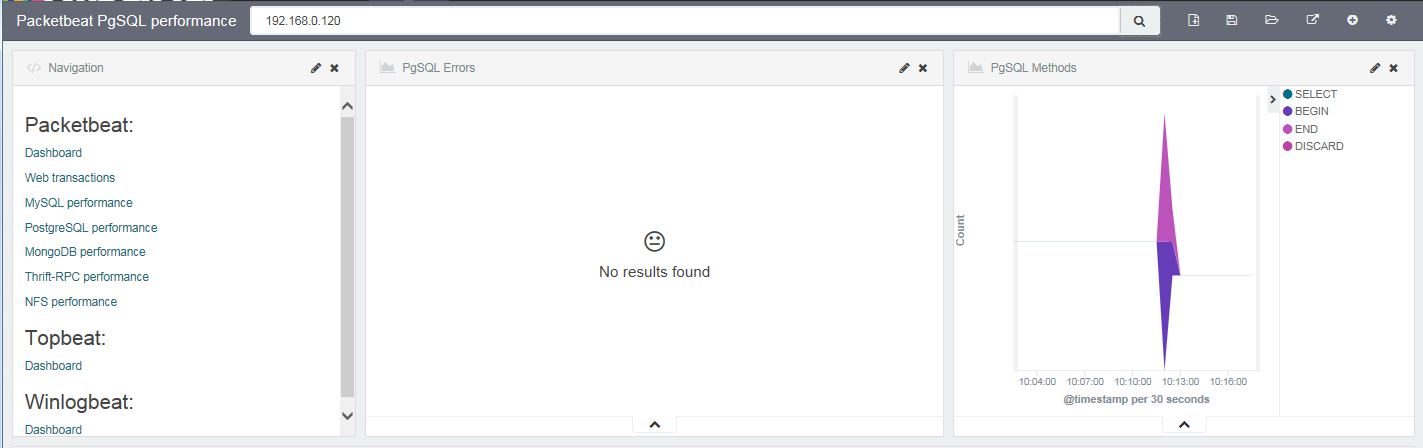 Packetbeat PgSQL performance
192.168.0.120
Navigation
Packetbeat:
Dashboard
Web transactions
MySQL performance
PostgreSQL performance
MongoDB performance
Thrift-RPC performance
NFS performance
Topbeat:
Dashboard
Winlogbeat:
Dashboard
PgSQL Errors
No results found
PgSQL Methods
Count
10:04:00 10:07:00 10:10:00 10:13:00 10:16:00
@timestamp per 30 seconds
SELECT
BEGIN
END
DISCARD